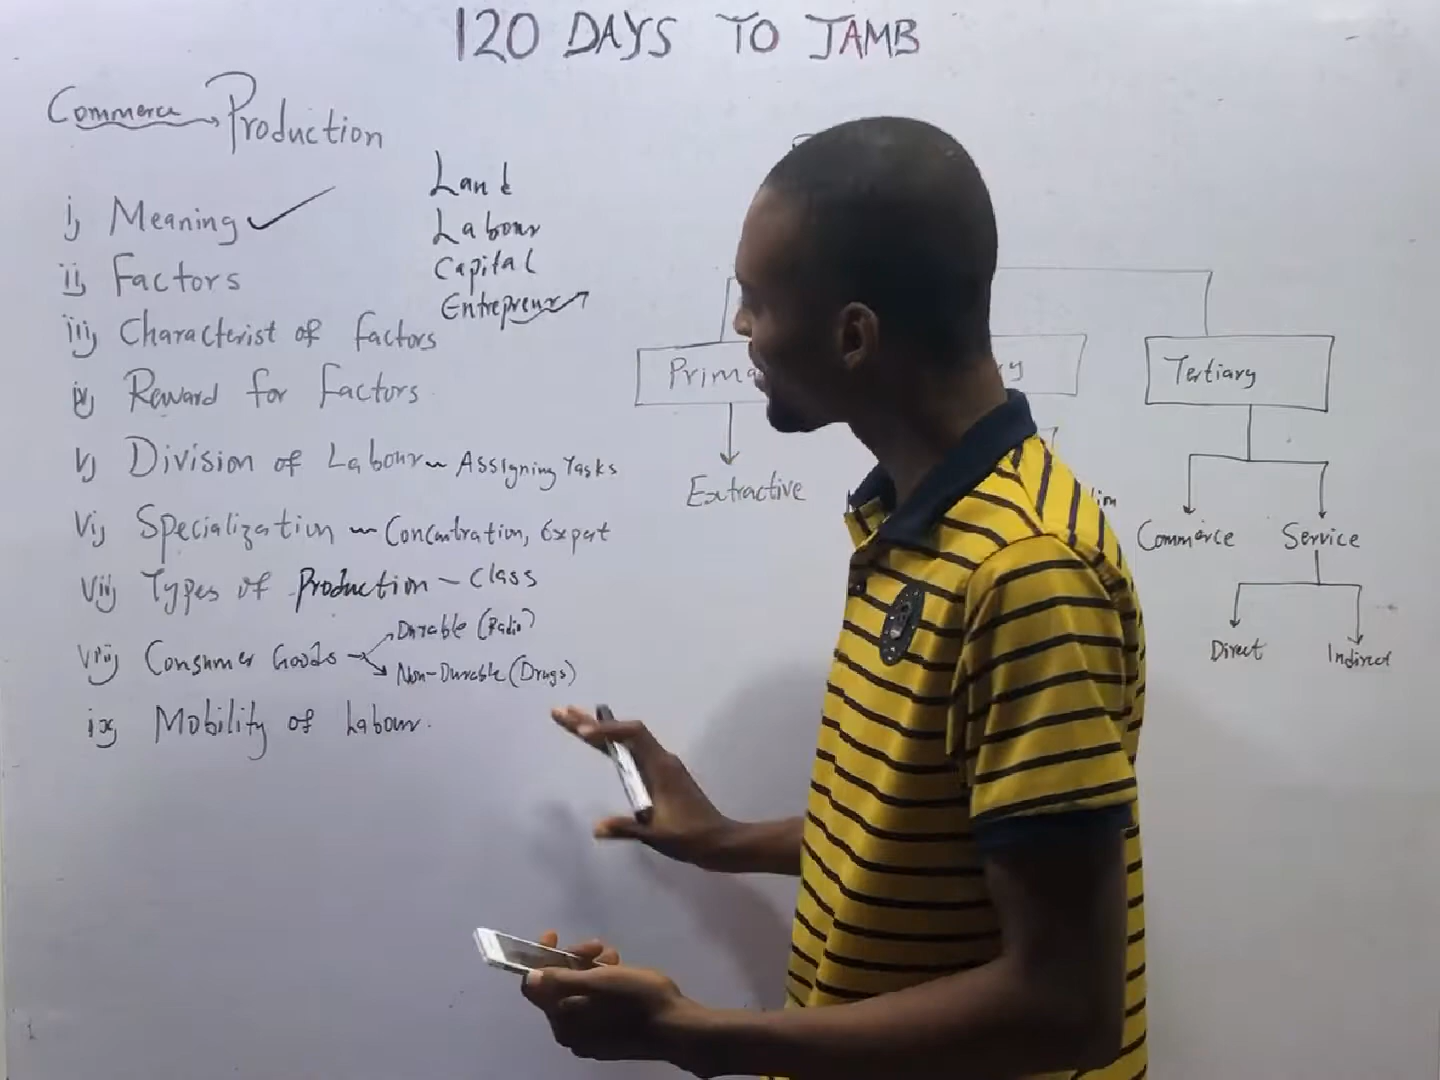 120 DAYS TO JAMB
Commerce → Production
i, Meaning ✓
ii, Factors
iii, Characterist of factors
iv, Reward for factors
v, Division of Labour ~ Assigning Tasks
vi, Specialization ~ Concentration, Expert
vii, Types of Production - Class
viii, Consumer Goods
Durable (Radio)
Non-Durable (Drugs)
ix, Mobility of Labour.
Land
Labour
Capital
Tertiary
Extractive
Commerce
Service
Direct
Indirect